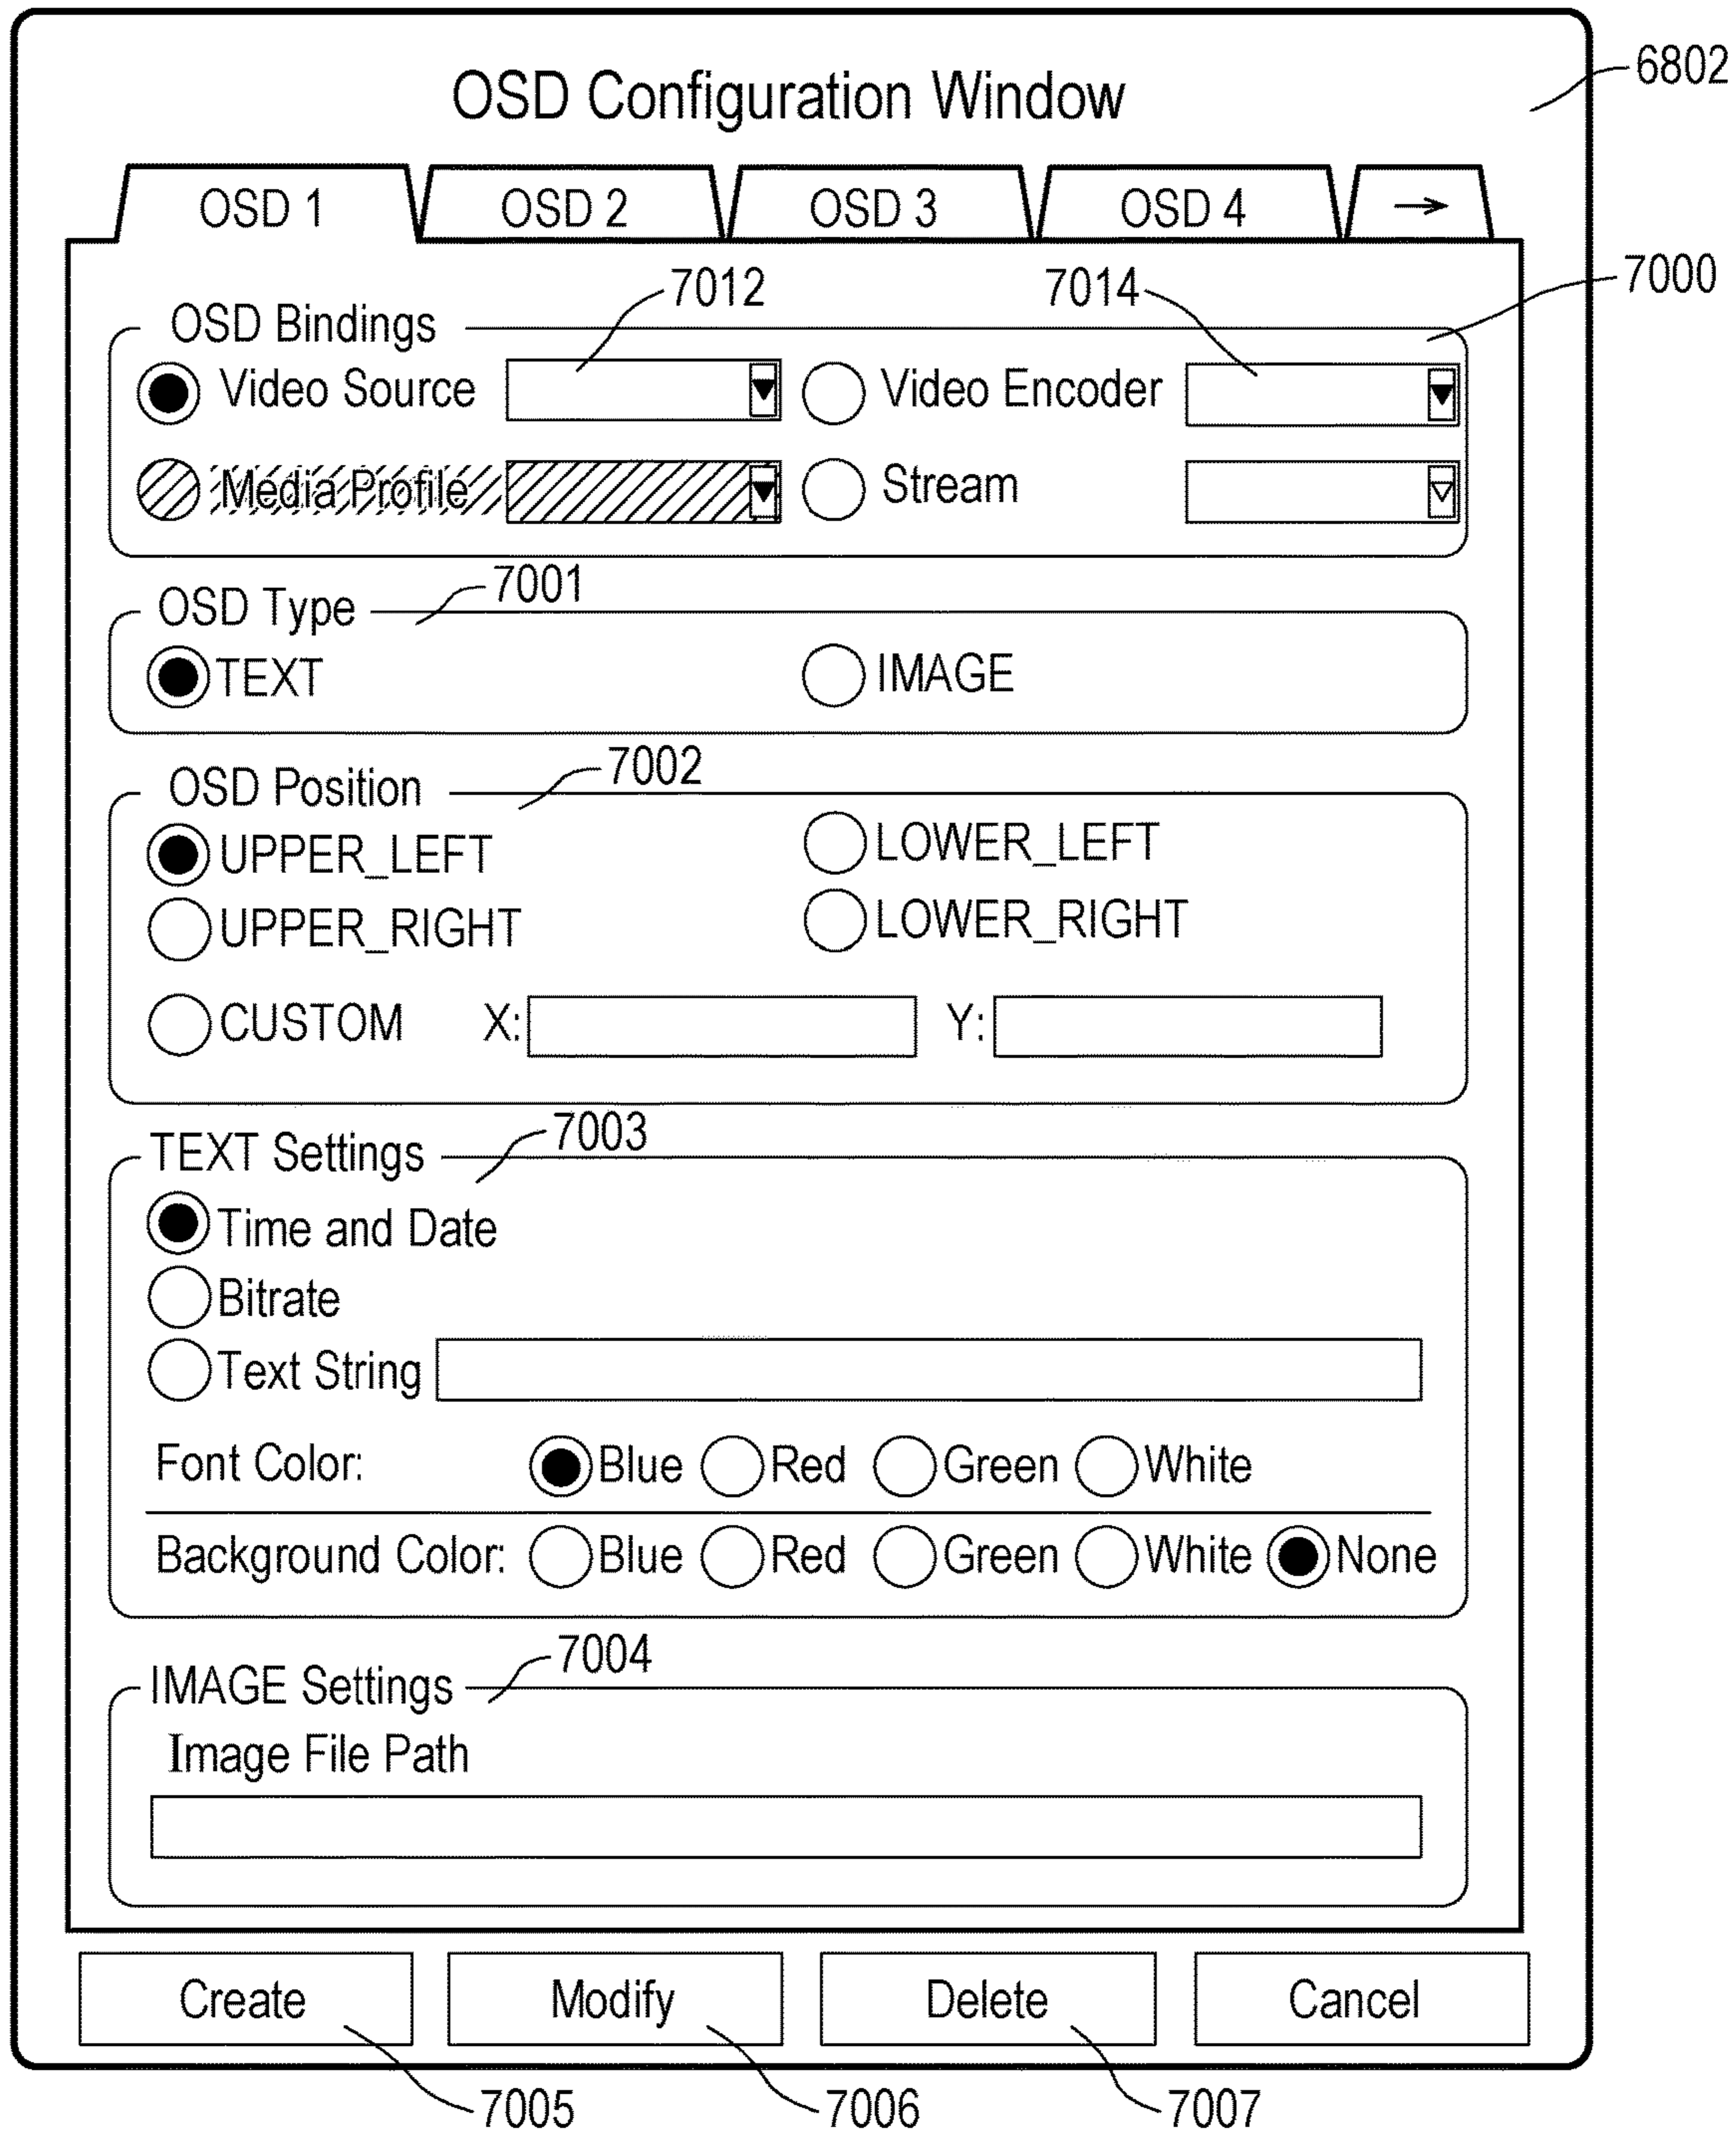 OSD Configuration Window
6802
OSD 1 OSD 2 OSD 3 OSD 4 →
7012 7014 7000
OSD Bindings
Video Source Video Encoder
Media Profile Stream
7001
OSD Type
TEXT IMAGE
7002
OSD Position
UPPER_LEFT LOWER_LEFT
UPPER_RIGHT LOWER_RIGHT
CUSTOM X: Y:
7003
TEXT Settings
Time and Date
Bitrate
Text String
Font Color: Blue Red Green White
Background Color: Blue Red Green White None
7004
IMAGE Settings
Image File Path
Create Modify Delete Cancel
7005 7006 7007